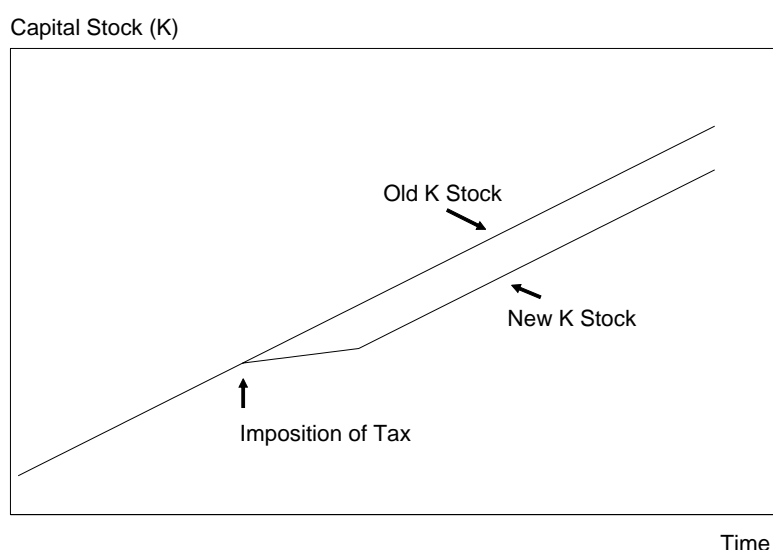 Capital Stock (K)
Old K Stock
New K Stock
Imposition of Tax
Time